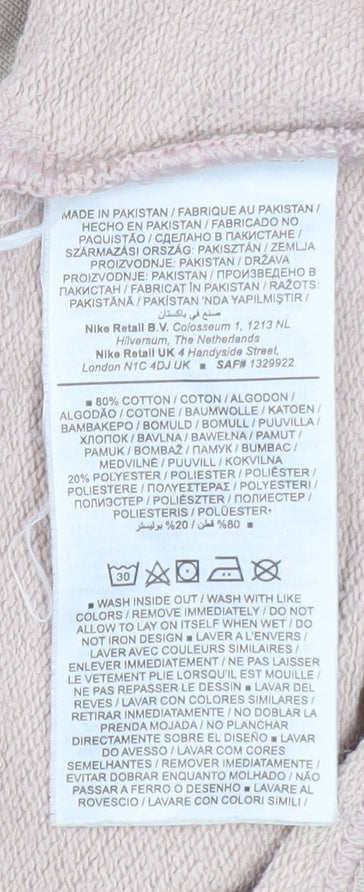 MADE IN PAKISTAN / FABRIQUE AU PAKISTAN /
HECHO EN PAKISTAN / FABRICADO NO
PAQUISTÃO / СДЕЛАНО В ПАКИСТАНЕ /
SZÁRMAZÁSI ORSZÁG: PAKISZTÁN / ZEMLJA
PROIZVODNJE: PAKISTAN / DRŽAVA
PROIZVODNJE: PAKISTAN / ПРОИЗВЕДЕНО В
ПАКИСТАН / FABRICAT ÎN PAKISTAN / RAŽOTS:
PAKISTĀNĀ / PAKISTAN 'NDA YAPILMIŞTIR /
صنع في باكستان
Nike Retail B.V. Colosseum 1, 1213 NL
Hilversum, The Netherlands
Nike Retail UK 4 Handyside Street,
London N1C 4DJ UK ■ SAF# 1329922
■ 80% COTTON / COTON / ALGODON /
ALGODÃO / COTONE / BAUMWOLLE / KATOEN /
ΒΑΜΒΑΚΕΡΟ / BOMULD / BOMULL / PUUVILLA /
ХЛОПОК / BAVLNA / BAWEŁNA / PAMUT /
PAMUK / BOMBAŽ / ПАМУК / BUMBAC /
MEDVILNĖ / PUUVILL / KOKVILNA
20% POLYESTER / POLIESTER / POLIÉSTER /
POLIESTERE / ΠΟΛΥΕΣΤΕΡΑΣ / POLYESTERI /
ПОЛИЭСТЕР / POLIÉSZTER / ПОЛИЕСТЕР /
POLIESTERIS / POLÜESTER•
■ 80% قطن / 20% بوليستر
30
■ WASH INSIDE OUT / WASH WITH LIKE
COLORS / REMOVE IMMEDIATELY / DO NOT
ALLOW TO LAY ON ITSELF WHEN WET / DO
NOT IRON DESIGN ■ LAVER A L'ENVERS /
LAVER AVEC COULEURS SIMILAIRES /
ENLEVER IMMEDIATEMENT / NE PAS LAISSER
LE VETEMENT PLIE LORSQU'IL EST MOUILLE /
NE PAS REPASSER LE DESSIN ■ LAVAR DEL
REVES / LAVAR CON COLORES SIMILARES /
RETIRAR INMEDIATAMENTE / NO DOBLAR LA
PRENDA MOJADA / NO PLANCHAR
DIRECTAMENTE SOBRE EL DISEÑO ■ LAVAR
DO AVESSO / LAVAR COM CORES
SEMELHANTES / REMOVER IMEDIATAMENTE /
EVITAR DOBRAR ENQUANTO MOLHADO / NÃO
PASSAR A FERRO O DESENHO ■ LAVARE AL
ROVESCIO / LAVARE CON COLORI SIMILI /